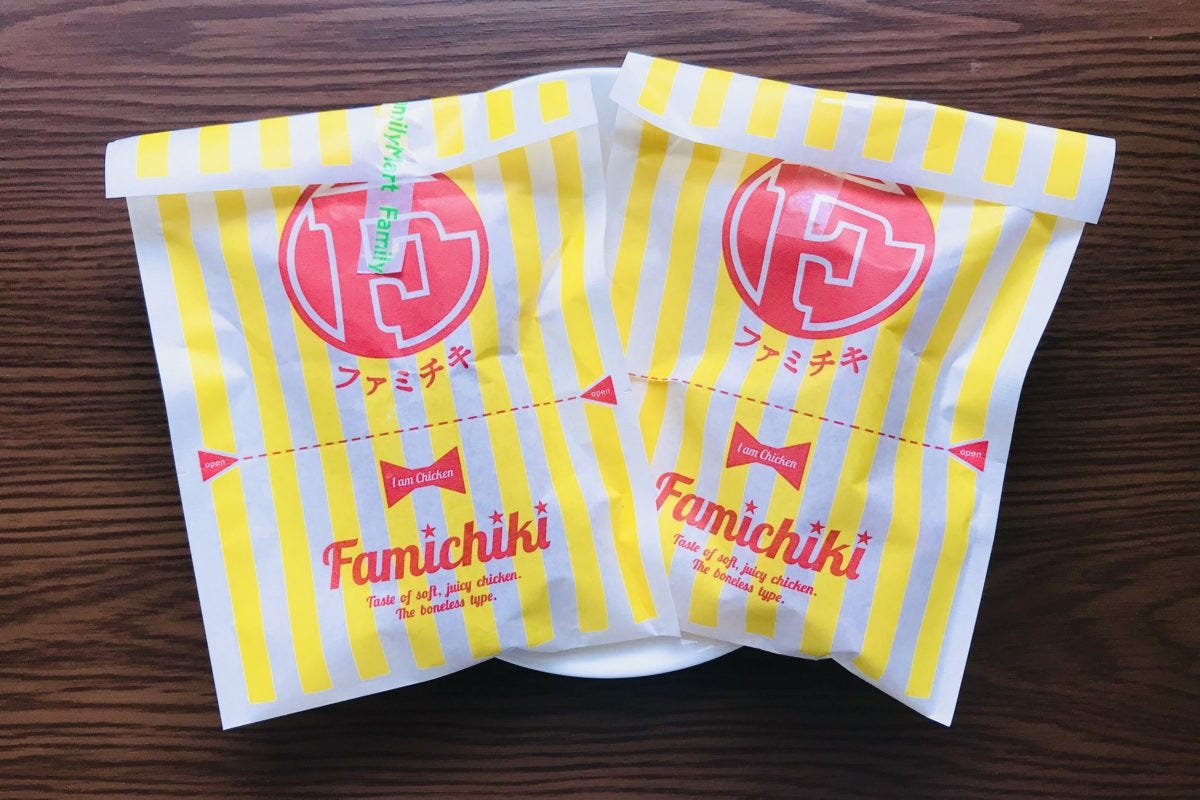 FamilyMart Family
ファミチキ
open
open
I am Chicken
Famichiki
Taste of soft, juicy chicken.
The boneless type.
ファミチキ
open
I am Chicken
Famichiki
Taste of soft, juicy chicken.
The boneless type.